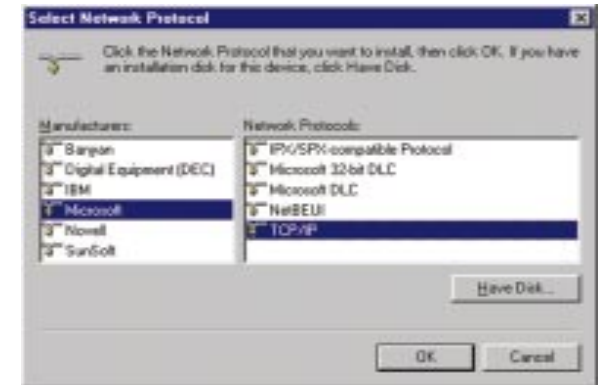 Select Network Protocol
Click the Network Protocol that you want to install, then click OK. If you have
an installation disk for this device, click Have Disk.
Manufacturers:
Network Protocols:
Banyan
Digital Equipment (DEC)
IBM
Microsoft
Novell
SunSoft
IPX/SPX-compatible Protocol
Microsoft 32-bit DLC
Microsoft DLC
NetBEUI
TCP/IP
Have Disk...
OK
Cancel